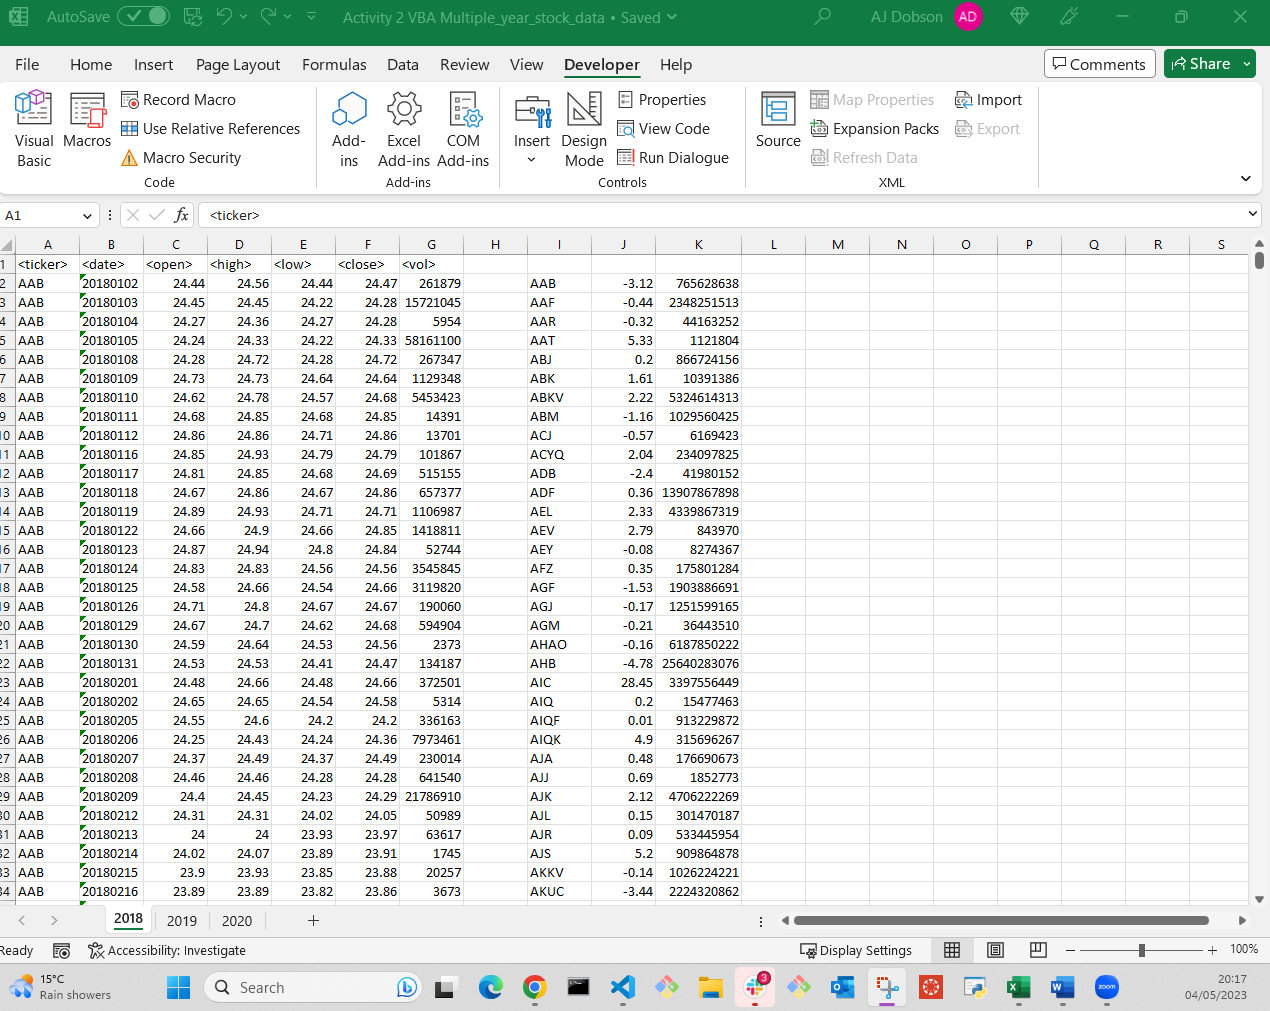 AutoSave
Activity 2 VBA Multiple_year_stock_data • Saved
AJ Dobson AD
File Home Insert Page Layout Formulas Data Review View Developer Help
Comments Share
Visual Basic
Macros
Record Macro
Use Relative References
Macro Security
Code
Add-ins
Excel Add-ins
COM Add-ins
Add-ins
Insert
Design Mode
Properties
View Code
Run Dialogue
Controls
Source
Map Properties
Expansion Packs
Refresh Data
Import
Export
XML
A1 fx <ticker>
A B C D E F G H I J K L M N O P Q R S
1 <ticker> <date> <open> <high> <low> <close> <vol>
2 AAB 20180102 24.44 24.56 24.44 24.47 261879 AAB -3.12 765628638
3 AAB 20180103 24.45 24.45 24.22 24.28 15721045 AAF -0.44 2348251513
4 AAB 20180104 24.27 24.36 24.27 24.28 5954 AAR -0.32 44163252
5 AAB 20180105 24.24 24.33 24.22 24.33 58161100 AAT 5.33 1121804
6 AAB 20180108 24.28 24.72 24.28 24.72 267347 ABJ 0.2 866724156
7 AAB 20180109 24.73 24.73 24.64 24.64 1129348 ABK 1.61 10391386
8 AAB 20180110 24.62 24.78 24.57 24.68 5453423 ABKV 2.22 5324614313
9 AAB 20180111 24.68 24.85 24.68 24.85 14391 ABM -1.16 1029560425
10 AAB 20180112 24.86 24.86 24.71 24.86 13701 ACJ -0.57 6169423
11 AAB 20180116 24.85 24.93 24.79 24.79 101867 ACYQ 2.04 234097825
12 AAB 20180117 24.81 24.85 24.68 24.69 515155 ADB -2.4 41980152
13 AAB 20180118 24.67 24.86 24.67 24.86 657377 ADF 0.36 13907867898
14 AAB 20180119 24.89 24.93 24.71 24.71 1106987 AEL 2.33 4339867319
15 AAB 20180122 24.66 24.9 24.66 24.85 1418811 AEV 2.79 843970
16 AAB 20180123 24.87 24.94 24.8 24.84 52744 AEY -0.08 8274367
17 AAB 20180124 24.83 24.83 24.56 24.56 3545845 AFZ 0.35 175801284
18 AAB 20180125 24.58 24.66 24.54 24.66 3119820 AGF -1.53 1903886691
19 AAB 20180126 24.71 24.8 24.67 24.67 190060 AGJ -0.17 1251599165
20 AAB 20180129 24.67 24.7 24.62 24.68 594904 AGM -0.21 36443510
21 AAB 20180130 24.59 24.64 24.53 24.56 2373 AHAO -0.16 6187850222
22 AAB 20180131 24.53 24.53 24.41 24.47 134187 AHB -4.78 25640283076
23 AAB 20180201 24.48 24.66 24.48 24.66 372501 AIC 28.45 3397556449
24 AAB 20180202 24.65 24.65 24.54 24.58 5314 AIQ 0.2 15477463
25 AAB 20180205 24.55 24.6 24.2 24.2 336163 AIQF 0.01 913229872
26 AAB 20180206 24.25 24.43 24.24 24.36 7973461 AIQK 4.9 315696267
27 AAB 20180207 24.37 24.49 24.37 24.49 230014 AJA 0.48 176690673
28 AAB 20180208 24.46 24.46 24.28 24.28 641540 AJJ 0.69 1852773
29 AAB 20180209 24.4 24.45 24.23 24.29 21786910 AJK 2.12 4706222269
30 AAB 20180212 24.31 24.31 24.02 24.05 50989 AJL 0.15 301470187
31 AAB 20180213 24 24 23.93 23.97 63617 AJR 0.09 533445954
32 AAB 20180214 24.02 24.07 23.89 23.91 1745 AJS 5.2 909864878
33 AAB 20180215 23.9 23.93 23.85 23.88 20257 AKKV -0.14 1026224221
34 AAB 20180216 23.89 23.89 23.82 23.86 3673 AKUC -3.44 2224320862
2018 2019 2020
Ready Accessibility: Investigate Display Settings 100%
15°C
Rain showers
Search
3
zoom
20:17
04/05/2023